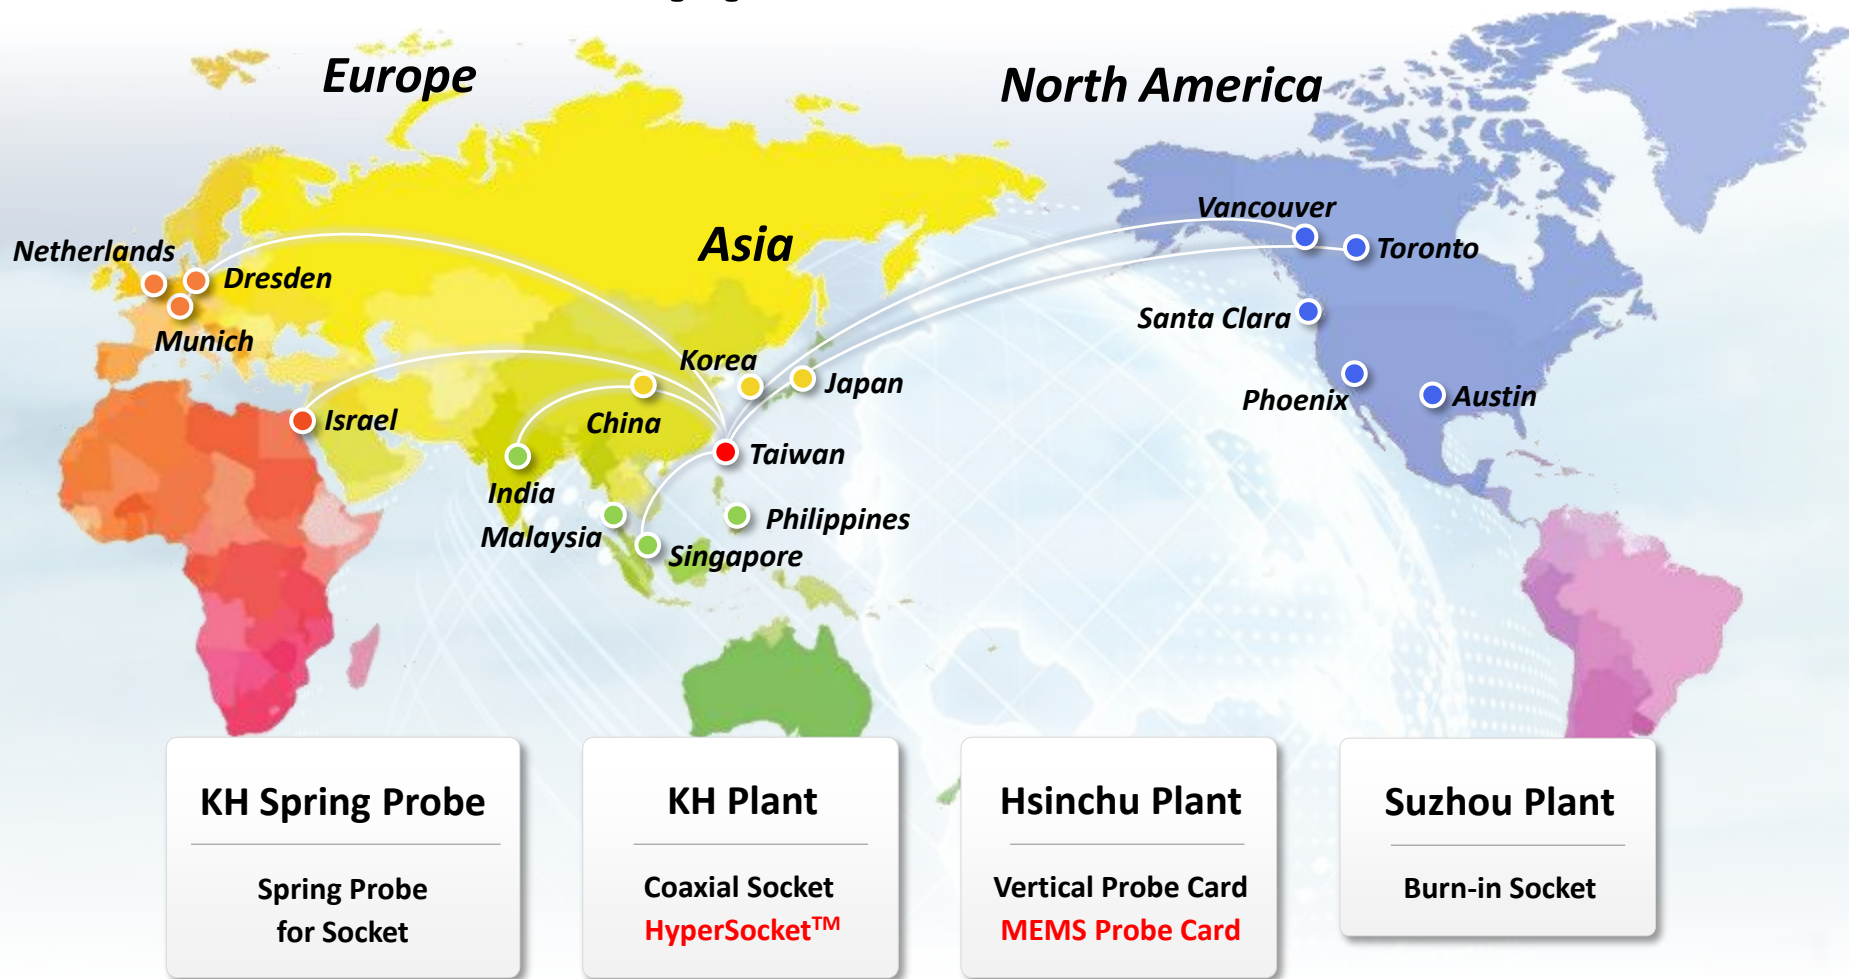 Europe
North America
Asia
Vancouver
Toronto
Netherlands
Dresden
Munich
Santa Clara
Korea
Japan
Phoenix
Austin
Israel
China
Taiwan
India
Malaysia
Philippines
Singapore
KH Spring Probe
Spring Probe
for Socket
KH Plant
Coaxial Socket
HyperSocket™
Hsinchu Plant
Vertical Probe Card
MEMS Probe Card
Suzhou Plant
Burn-in Socket